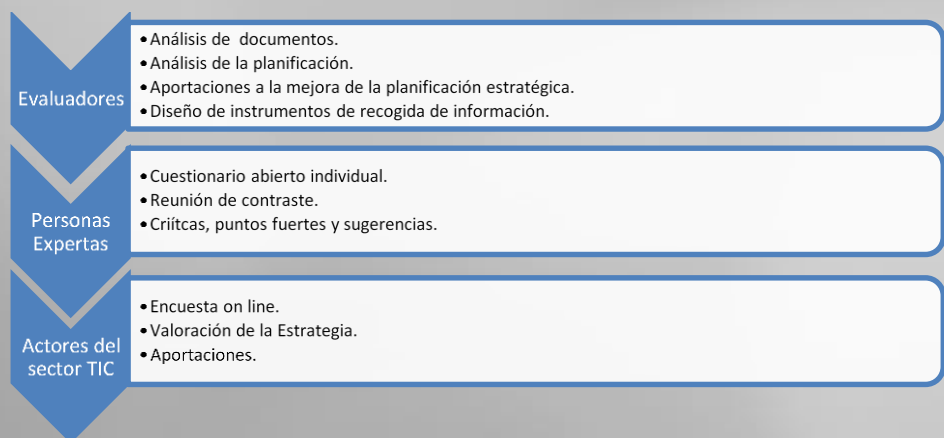 Evaluadores
•Análisis de documentos.
•Análisis de la planificación.
•Aportaciones a la mejora de la planificación estratégica.
•Diseño de instrumentos de recogida de información.
Personas
Expertas
•Cuestionario abierto individual.
•Reunión de contraste.
•Criítcas, puntos fuertes y sugerencias.
Actores del
sector TIC
•Encuesta on line.
•Valoración de la Estrategia.
•Aportaciones.